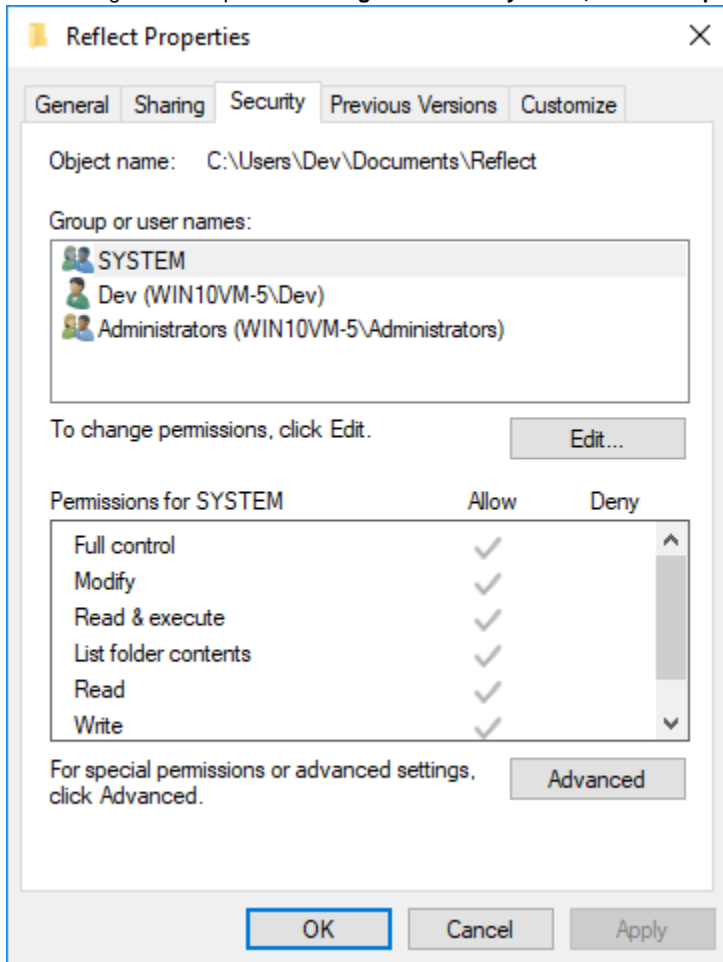 Reflect Properties
General Sharing Security Previous Versions Customize
Object name: C:\Users\Dev\Documents\Reflect
Group or user names:
SYSTEM
Dev (WIN10VM-5\Dev)
Administrators (WIN10VM-5\Administrators)
To change permissions, click Edit.
Edit...
Permissions for SYSTEM Allow Deny
Full control
Modify
Read & execute
List folder contents
Read
Write
For special permissions or advanced settings,
click Advanced.
Advanced
OK Cancel Apply